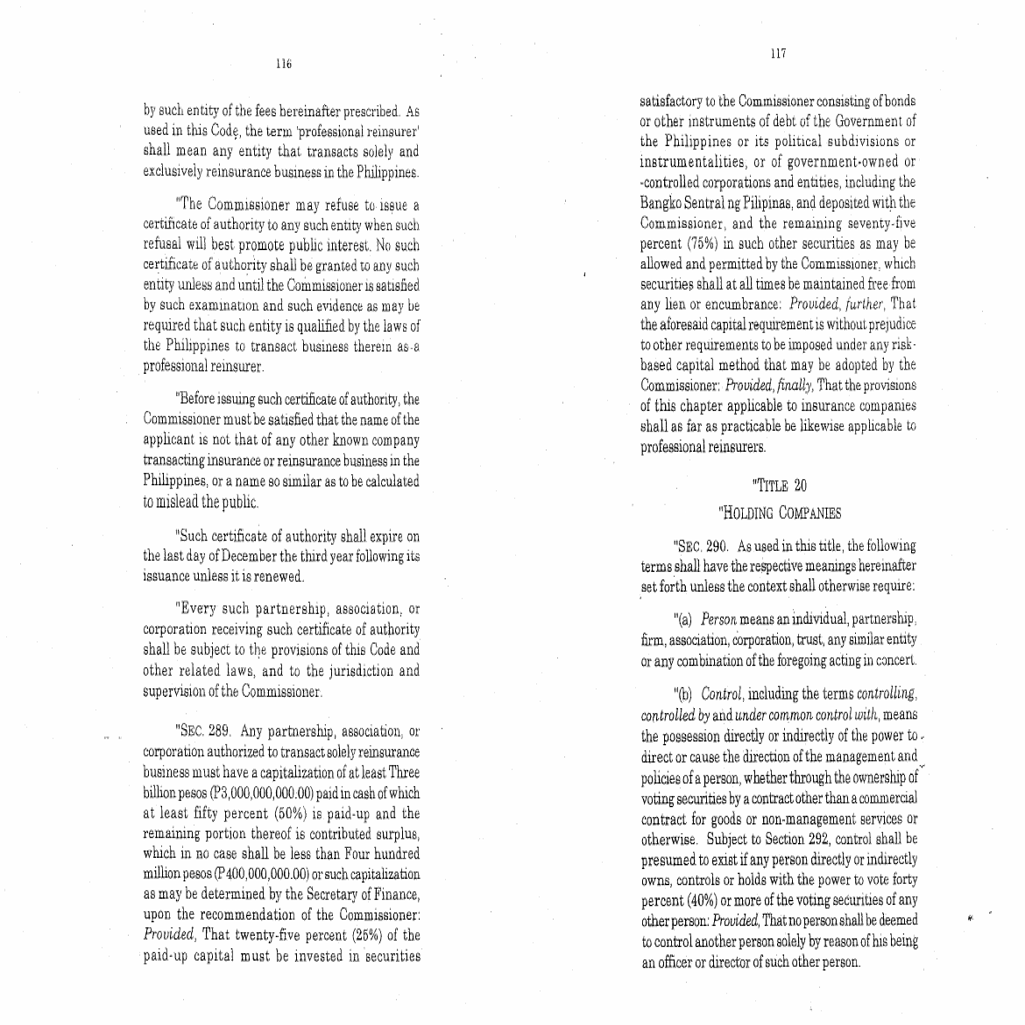 116
by such entity of the fees hereinafter prescribed. As
used in this Code, the term 'professional reinsurer'
shall mean any entity that transacts solely and
exclusively reinsurance business in the Philippines.
"The Commissioner may refuse to issue a
certificate of authority to any such entity when such
refusal will best promote public interest. No such
certificate of authority shall be granted to any such
entity unless and until the Commissioner is satisfied
by such examination and such evidence as may be
required that such entity is qualified by the laws of
the Philippines to transact business therein as a
professional reinsurer.
"Before issuing such certificate of authority, the
Commissioner must be satisfied that the name of the
applicant is not that of any other known company
transacting insurance or reinsurance business in the
Philippines, or a name so similar as to be calculated
to mislead the public.
"Such certificate of authority shall expire on
the last day of December the third year following its
issuance unless it is renewed.
"Every such partnership, association, or
corporation receiving such certificate of authority
shall be subject to the provisions of this Code and
other related laws, and to the jurisdiction and
supervision of the Commissioner.
"SEC. 289. Any partnership, association, or
corporation authorized to transact solely reinsurance
business must have a capitalization of at least Three
billion pesos (P3,000,000,000.00) paid in cash of which
at least fifty percent (50%) is paid-up and the
remaining portion thereof is contributed surplus,
which in no case shall be less than Four hundred
million pesos (P400,000,000.00) or such capitalization
as may be determined by the Secretary of Finance,
upon the recommendation of the Commissioner:
Provided, That twenty-five percent (25%) of the
paid-up capital must be invested in securities
117
satisfactory to the Commissioner consisting of bonds
or other instruments of debt of the Government of
the Philippines or its political subdivisions or
instrumentalities, or of government-owned or
-controlled corporations and entities, including the
Bangko Sentral ng Pilipinas, and deposited with the
Commissioner, and the remaining seventy-five
percent (75%) in such other securities as may be
allowed and permitted by the Commissioner, which
securities shall at all times be maintained free from
any lien or encumbrance: Provided, further, That
the aforesaid capital requirement is without prejudice
to other requirements to be imposed under any risk-
based capital method that may be adopted by the
Commissioner: Provided, finally, That the provisions
of this chapter applicable to insurance companies
shall as far as practicable be likewise applicable to
professional reinsurers.
"TITLE 20
"HOLDING COMPANIES
"SEC. 290. As used in this title, the following
terms shall have the respective meanings hereinafter
set forth unless the context shall otherwise require:
"(a) Person means an individual, partnership,
firm, association, corporation, trust, any similar entity
or any combination of the foregoing acting in concert.
"(b) Control, including the terms controlling,
controlled by and under common control with, means
the possession directly or indirectly of the power to
direct or cause the direction of the management and
policies of a person, whether through the ownership of
voting securities by a contract other than a commercial
contract for goods or non-management services or
otherwise. Subject to Section 292, control shall be
presumed to exist if any person directly or indirectly
owns, controls or holds with the power to vote forty
percent (40%) or more of the voting securities of any
other person: Provided, That no person shall be deemed
to control another person solely by reason of his being
an officer or director of such other person.